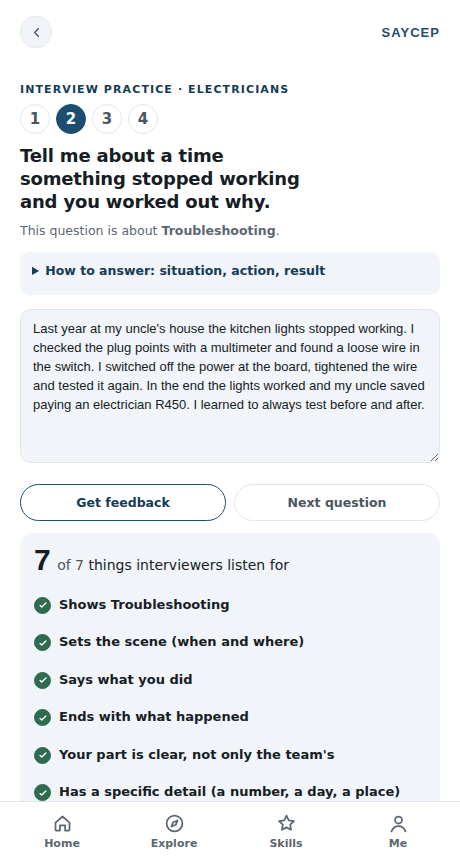 SAYCEP
INTERVIEW PRACTICE · ELECTRICIANS
1 2 3 4
Tell me about a time
something stopped working
and you worked out why.
This question is about Troubleshooting.
How to answer: situation, action, result
Last year at my uncle's house the kitchen lights stopped working. I
checked the plug points with a multimeter and found a loose wire in
the switch. I switched off the power at the board, tightened the wire
and tested it again. In the end the lights worked and my uncle saved
paying an electrician R450. I learned to always test before and after.
Get feedback
Next question
7 of 7 things interviewers listen for
Shows Troubleshooting
Sets the scene (when and where)
Says what you did
Ends with what happened
Your part is clear, not only the team's
Has a specific detail (a number, a day, a place)
Home
Explore
Skills
Me